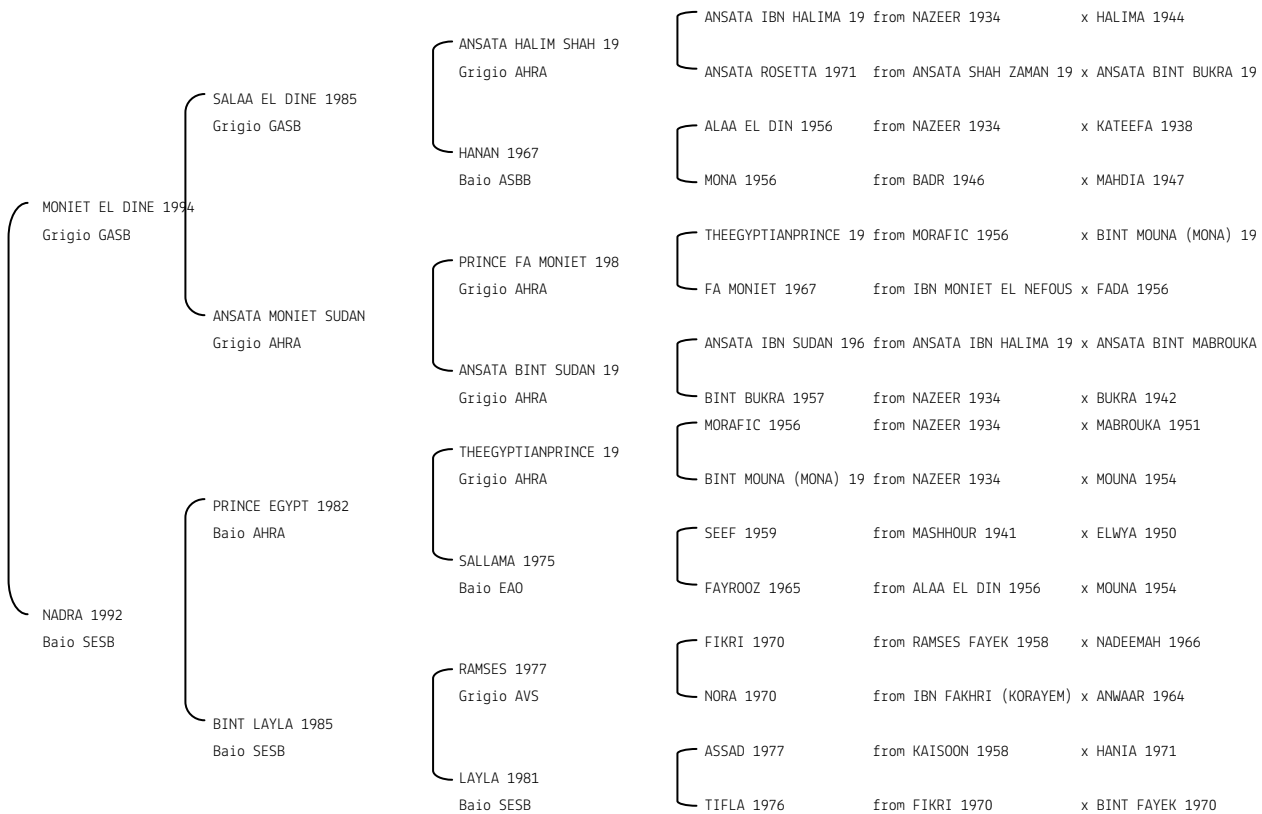 ANSATA IBN HALIMA 19 from NAZEER 1934 x HALIMA 1944
ANSATA HALIM SHAH 19
Grigio AHRA
ANSATA ROSETTA 1971 from ANSATA SHAH ZAMAN 19 x ANSATA BINT BUKRA 19
SALAA EL DINE 1985
Grigio GASB
ALAA EL DIN 1956 from NAZEER 1934 x KATEEFA 1938
HANAN 1967
Baio ASBB
MONA 1956 from BADR 1946 x MAHDIA 1947
MONIET EL DINE 1994
Grigio GASB
THEEGYPTIANPRINCE 19 from MORAFIC 1956 x BINT MOUNA (MONA) 19
PRINCE FA MONIET 198
Grigio AHRA
FA MONIET 1967 from IBN MONIET EL NEFOUS x FADA 1956
ANSATA MONIET SUDAN
Grigio AHRA
ANSATA IBN SUDAN 196 from ANSATA IBN HALIMA 19 x ANSATA BINT MABROUKA
ANSATA BINT SUDAN 19
Grigio AHRA
BINT BUKRA 1957 from NAZEER 1934 x BUKRA 1942
MORAFIC 1956 from NAZEER 1934 x MABROUKA 1951
THEEGYPTIANPRINCE 19
Grigio AHRA
BINT MOUNA (MONA) 19 from NAZEER 1934 x MOUNA 1954
PRINCE EGYPT 1982
Baio AHRA
SEEF 1959 from MASHHOUR 1941 x ELWYA 1950
SALLAMA 1975
Baio EAO
FAYROOZ 1965 from ALAA EL DIN 1956 x MOUNA 1954
NADRA 1992
Baio SESB
FIKRI 1970 from RAMSES FAYEK 1958 x NADEEMAH 1966
RAMSES 1977
Grigio AVS
NORA 1970 from IBN FAKHRI (KORAYEM) x ANWAAR 1964
BINT LAYLA 1985
Baio SESB
ASSAD 1977 from KAISOON 1958 x HANIA 1971
LAYLA 1981
Baio SESB
TIFLA 1976 from FIKRI 1970 x BINT FAYEK 1970